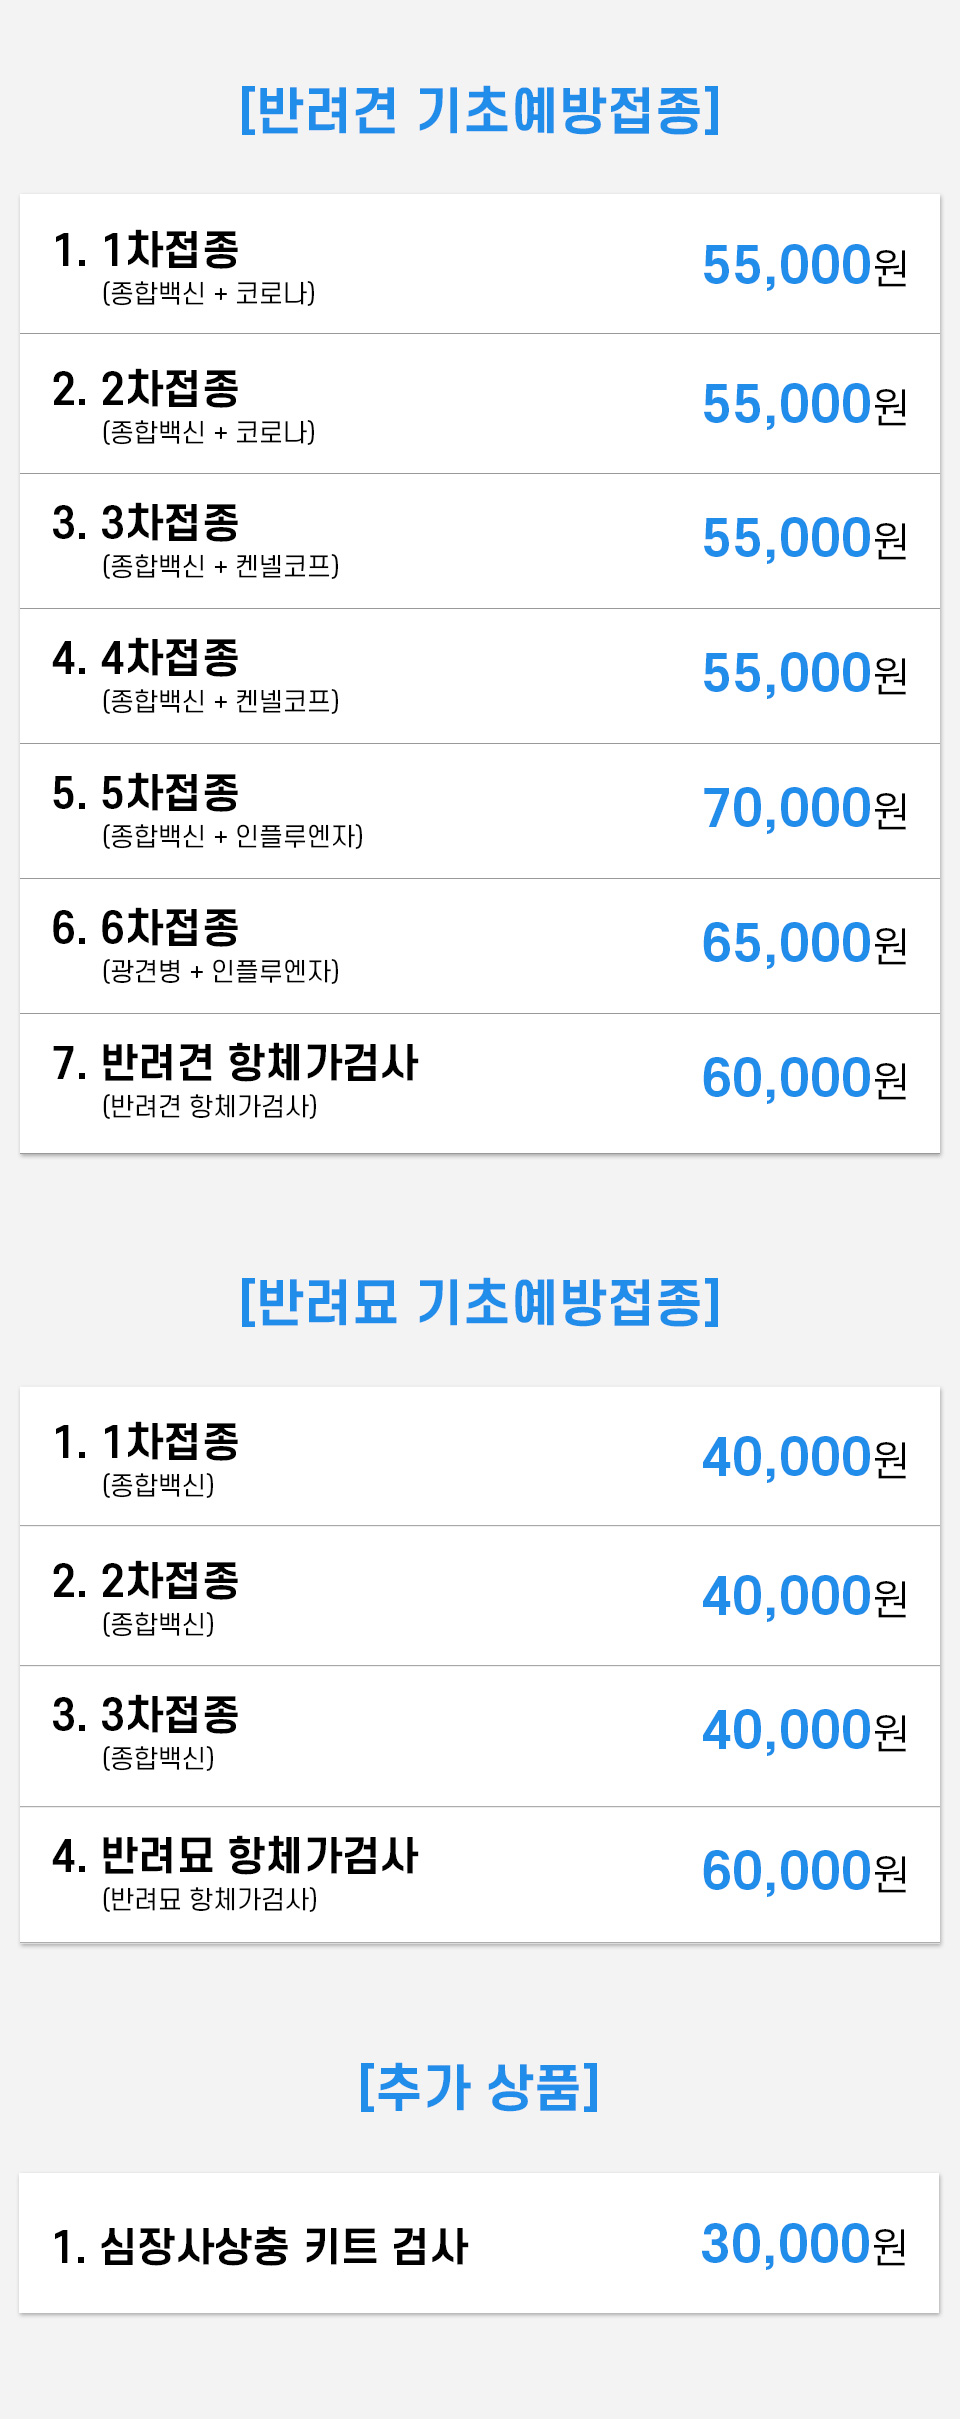 [반려견 기초예방접종]
1. 1차접종
(종합백신 + 코로나)
55,000원
2. 2차접종
(종합백신 + 코로나)
55,000원
3. 3차접종
(종합백신 + 켄넬코프)
55,000원
4. 4차접종
(종합백신 + 켄넬코프)
55,000원
5. 5차접종
(종합백신 + 인플루엔자)
70,000원
6. 6차접종
(광견병 + 인플루엔자)
65,000원
7. 반려견 항체가검사
(반려견 항체가검사)
60,000원
[반려묘 기초예방접종]
1. 1차접종
(종합백신)
40,000원
2. 2차접종
(종합백신)
40,000원
3. 3차접종
(종합백신)
40,000원
4. 반려묘 항체가검사
(반려묘 항체가검사)
60,000원
[추가 상품]
1. 심장사상충 키트 검사
30,000원